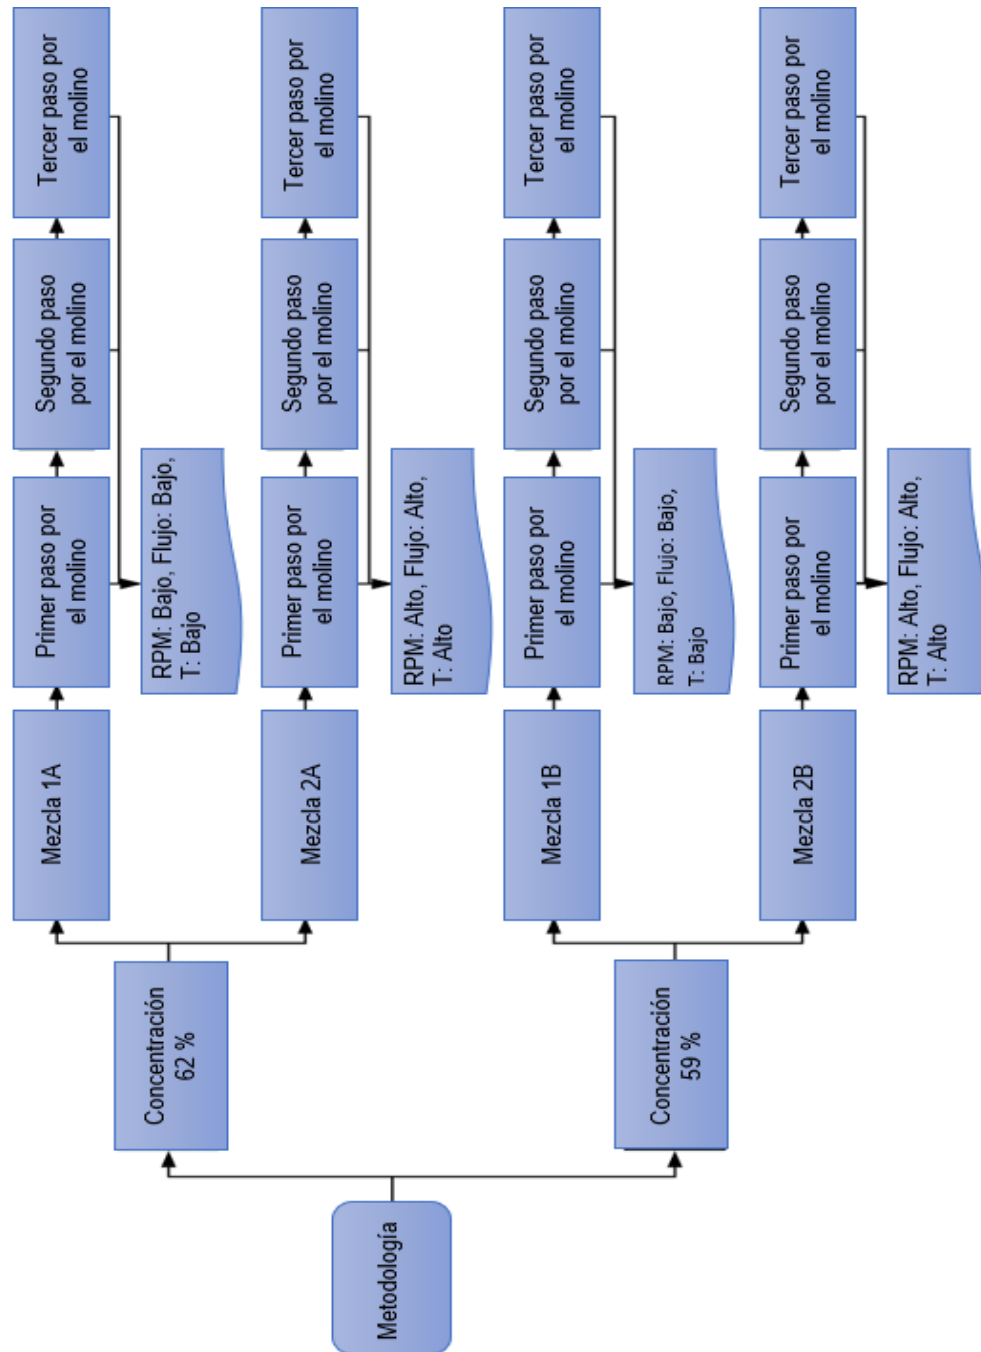 Metodología
Concentración
62 %
Mezcla 1A
Primer paso por
el molino
Segundo paso
por el molino
Tercer paso por
el molino
RPM: Bajo, Flujo: Bajo,
T: Bajo
Mezcla 2A
Primer paso por
el molino
Segundo paso
por el molino
Tercer paso por
el molino
RPM: Alto, Flujo: Alto,
T: Alto
Concentración
59 %
Mezcla 1B
Primer paso por
el molino
Segundo paso
por el molino
Tercer paso por
el molino
RPM: Bajo, Flujo: Bajo,
T: Bajo
Mezcla 2B
Primer paso por
el molino
Segundo paso
por el molino
Tercer paso por
el molino
RPM: Alto, Flujo: Alto,
T: Alto